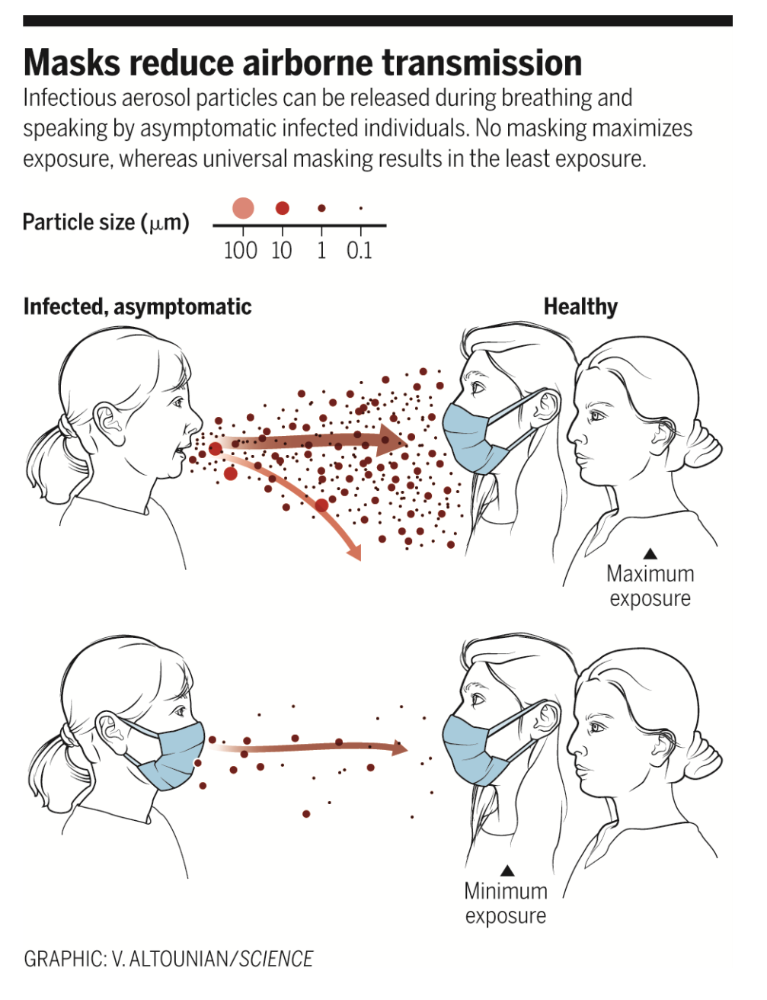 Masks reduce airborne transmission
Infectious aerosol particles can be released during breathing and
speaking by asymptomatic infected individuals. No masking maximizes
exposure, whereas universal masking results in the least exposure.
Particle size (μm)
100 10 1 0.1
Infected, asymptomatic
Healthy
Maximum
exposure
Minimum
exposure
GRAPHIC: V. ALTOUNIAN/SCIENCE